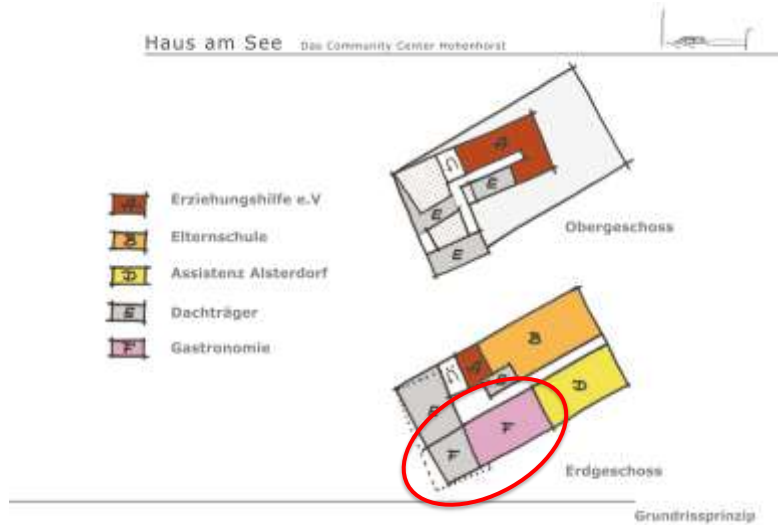 Haus am See Das Community Center Hohenhorst
A Erziehungshilfe e.V
B Elternschule
D Assistenz Alsterdorf
E Dachträger
F Gastronomie
C
E
E
E
Obergeschoss
B
C
E
D
F
F
Erdgeschoss
Grundrissprinzip